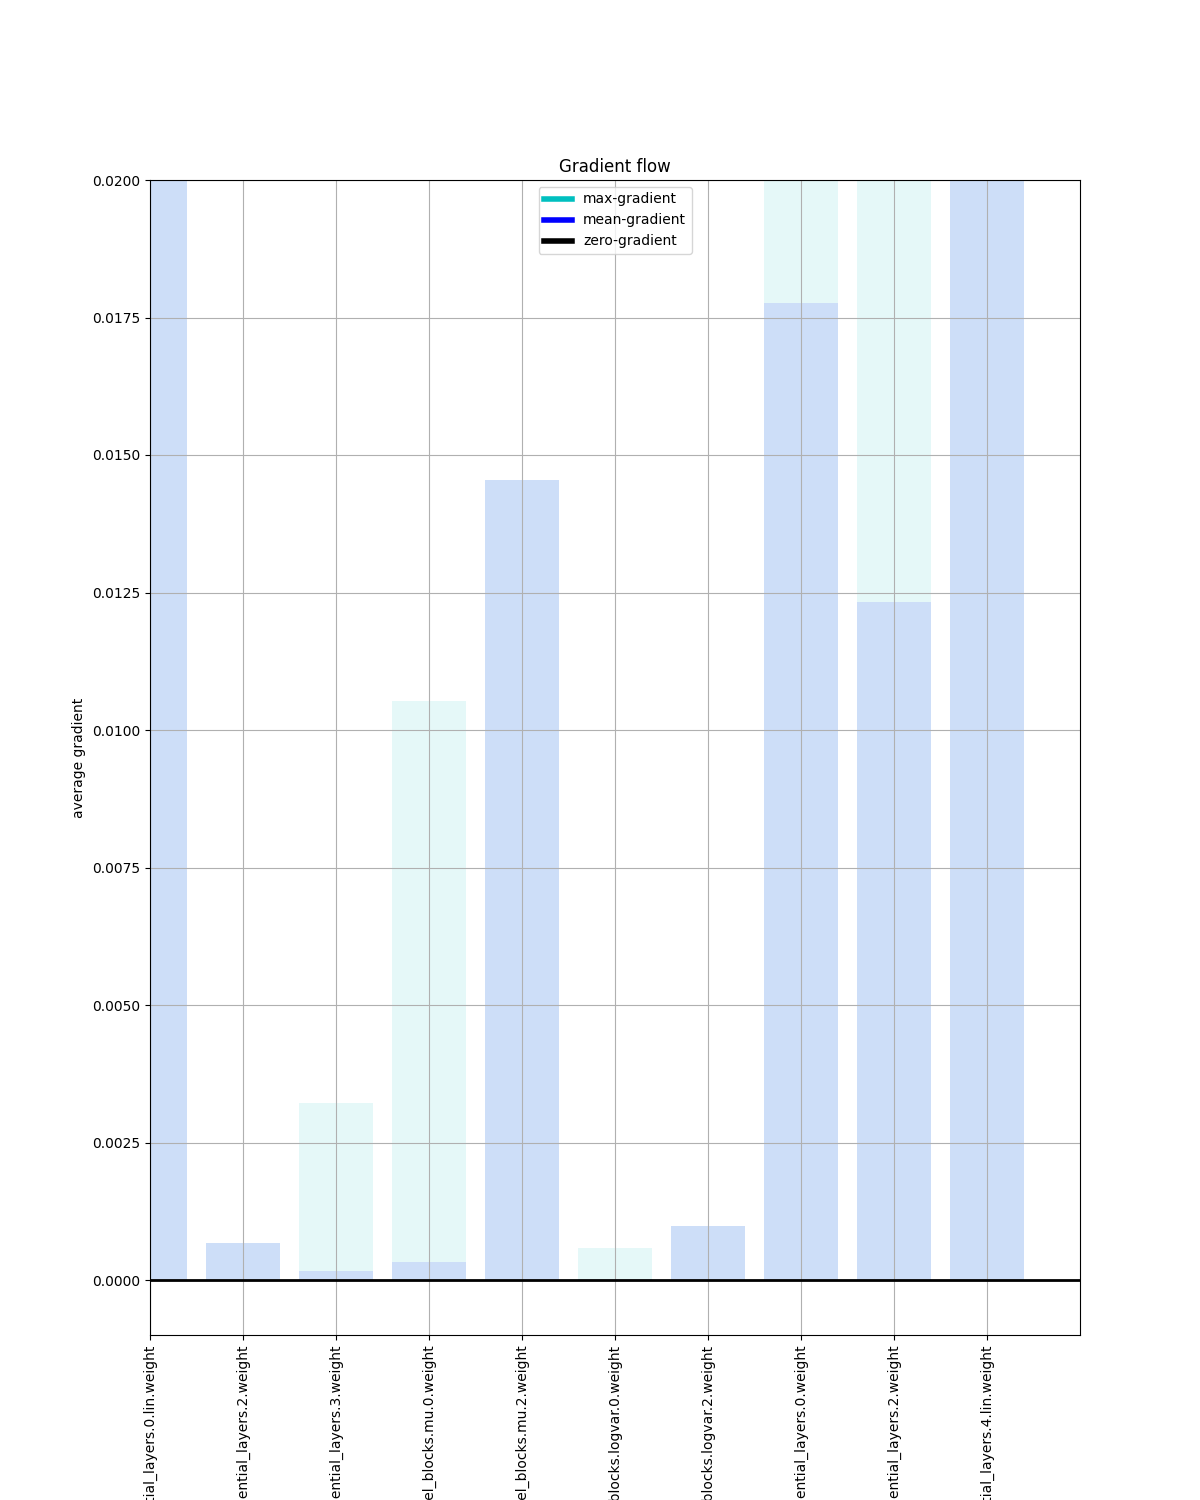 Gradient flow
max-gradient
mean-gradient
zero-gradient
average gradient
0.0200
0.0175
0.0150
0.0125
0.0100
0.0075
0.0050
0.0025
0.0000
tial_layers.0.lin.weight
ential_layers.2.weight
ential_layers.3.weight
el_blocks.mu.0.weight
el_blocks.mu.2.weight
blocks.logvar.0.weight
blocks.logvar.2.weight
ential_layers.0.weight
ential_layers.2.weight
tial_layers.4.lin.weight